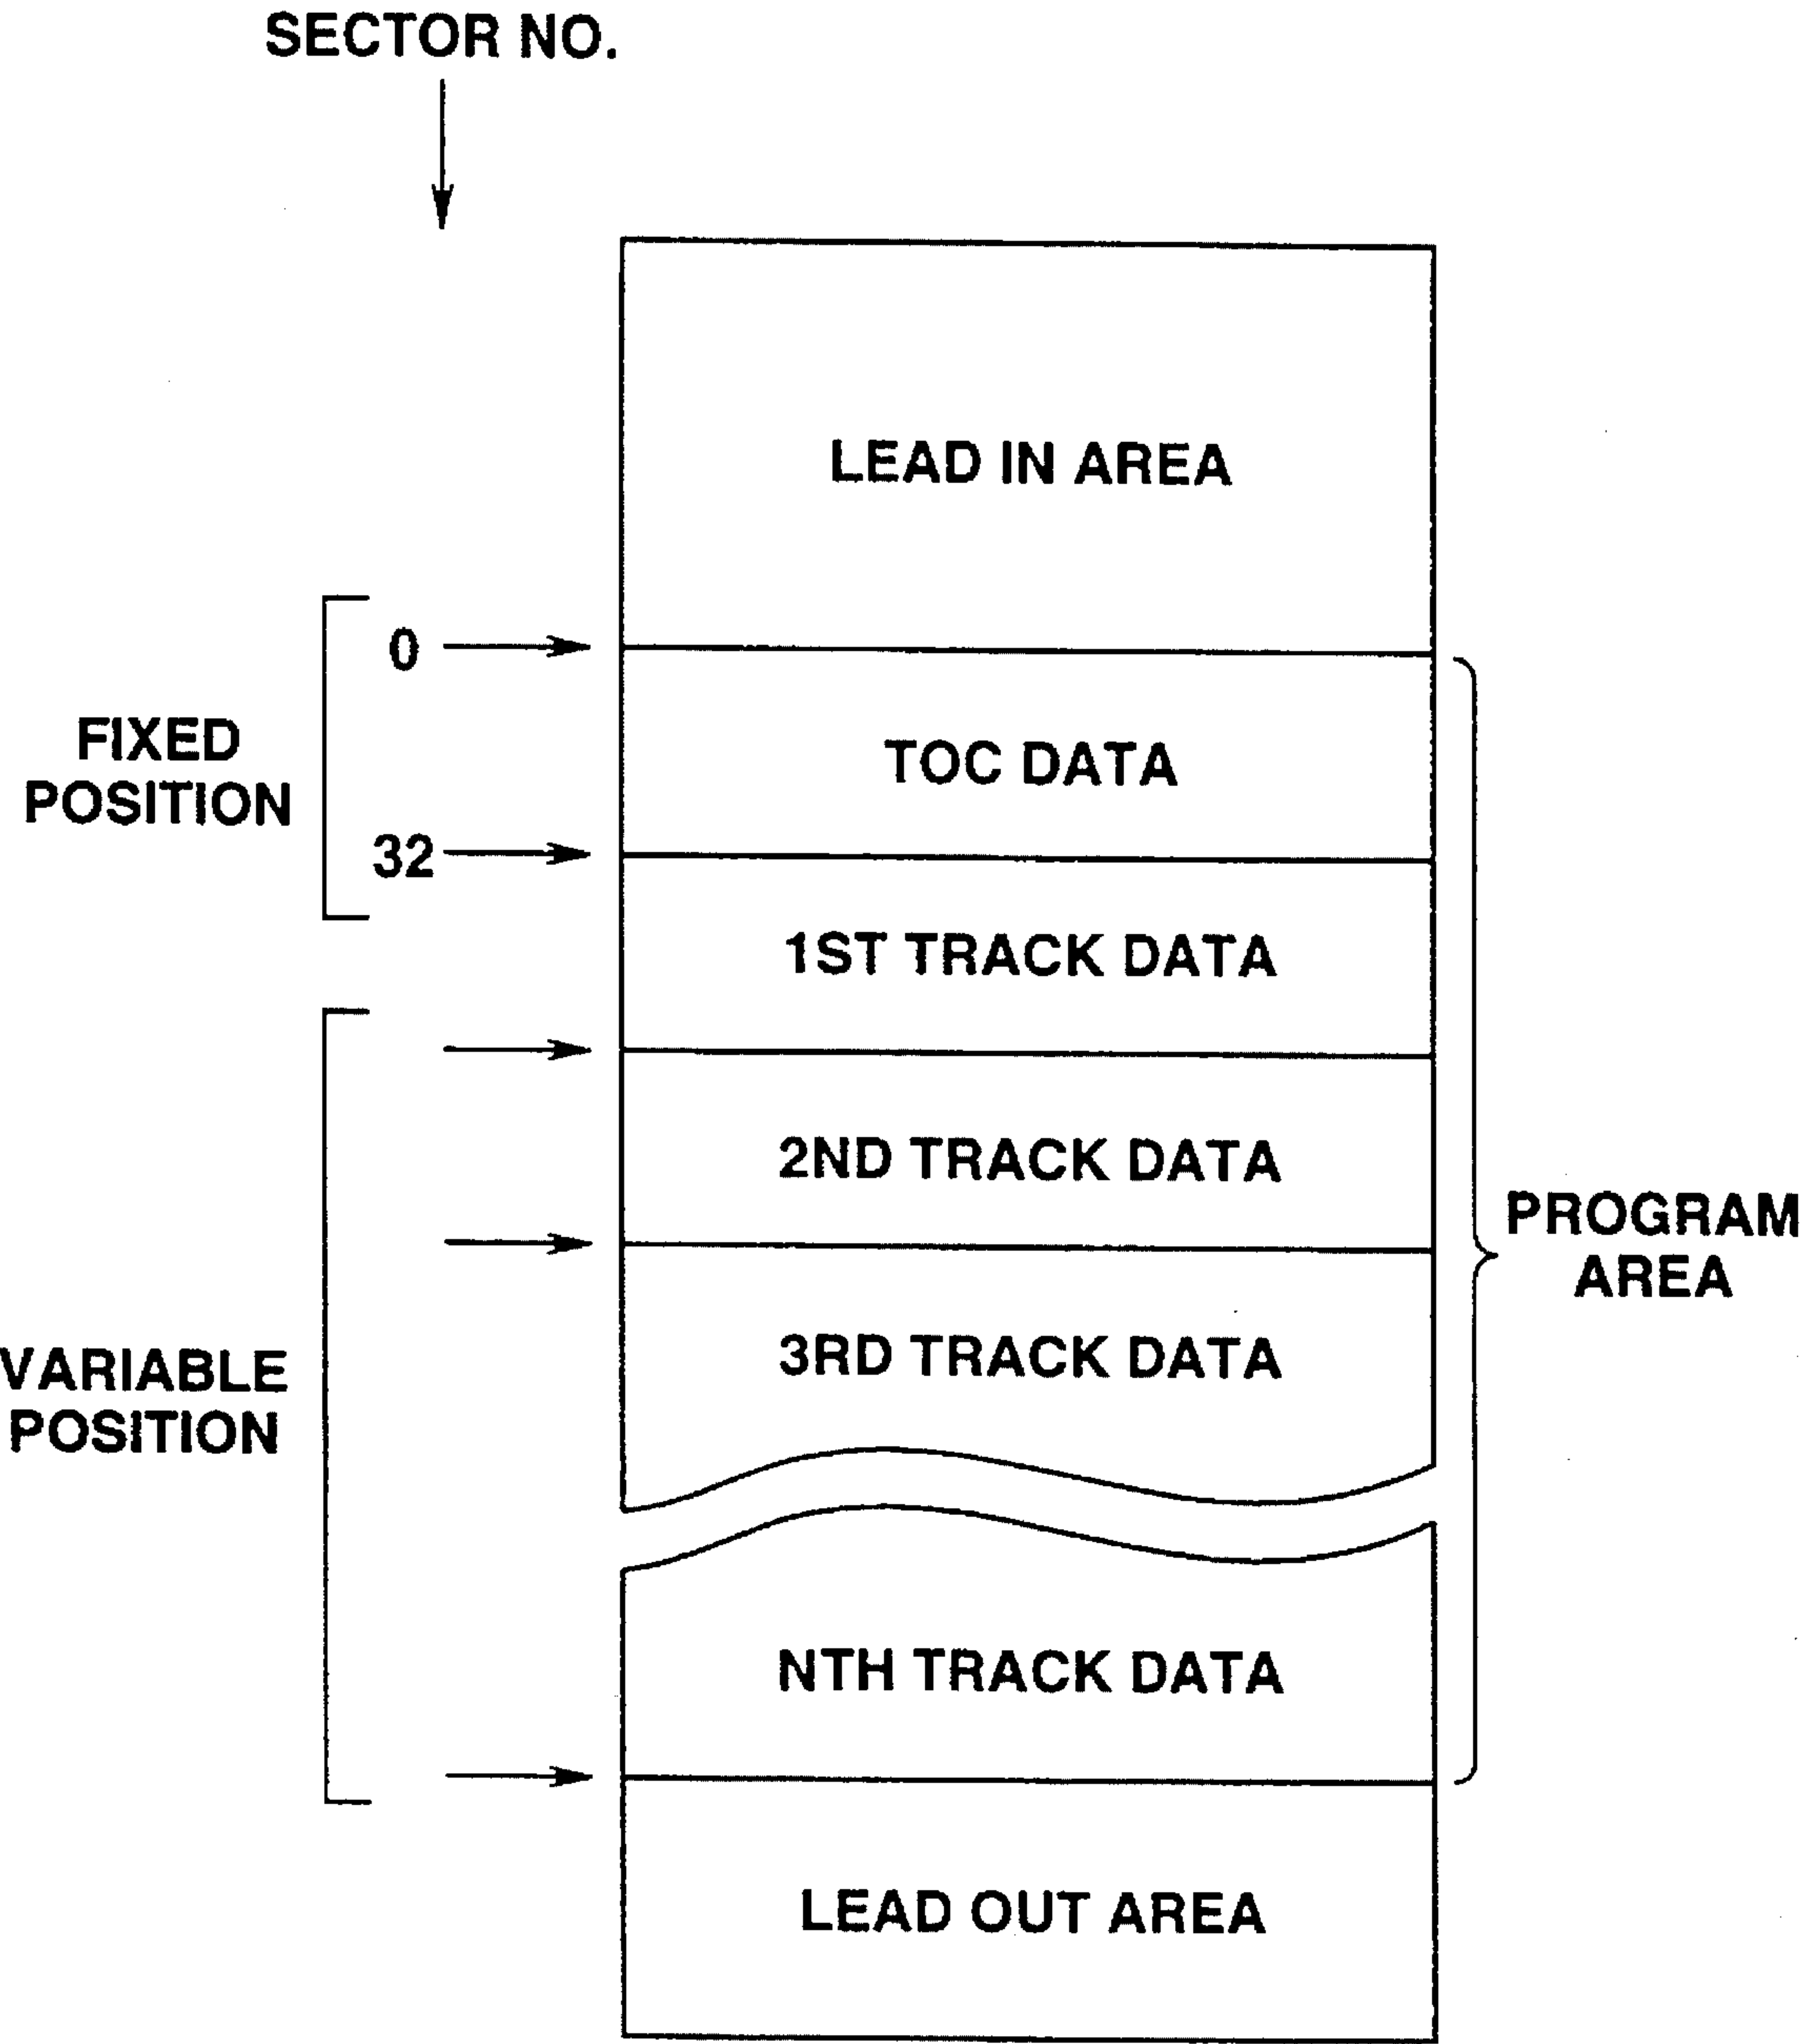 SECTOR NO.
LEAD IN AREA
0
FIXED
POSITION
TOC DATA
32
1ST TRACK DATA
2ND TRACK DATA
PROGRAM
AREA
3RD TRACK DATA
VARIABLE
POSITION
NTH TRACK DATA
LEAD OUT AREA